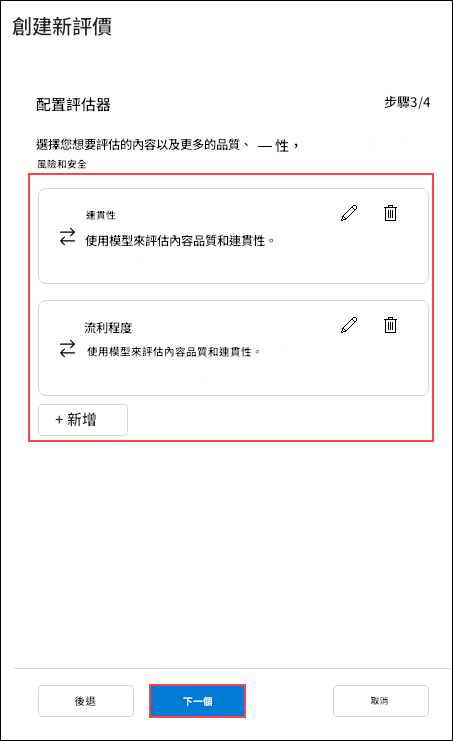 創建新評價
配置評估器
步驟3/4
選擇您想要評估的內容以及更多的品質、 一性，
風險和安全
連貫性
使用模型來評估內容品質和連貫性。
流利程度
使用模型來評估內容品質和連貫性。
+ 新增
後退
下一個
取消